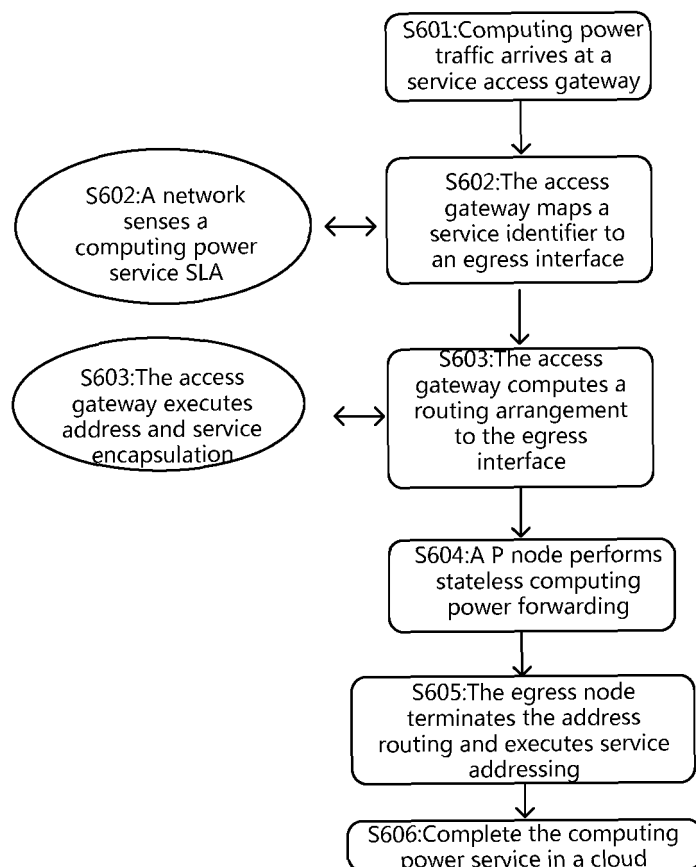 S601:Computing power
traffic arrives at a
service access gateway
S602:A network
senses a
computing power
service SLA
S602:The access
gateway maps a
service identifier to
an egress interface
S603:The access
gateway executes
address and service
encapsulation
S603:The access
gateway computes a
routing arrangement
to the egress
interface
S604:A P node performs
stateless computing
power forwarding
S605:The egress node
terminates the address
routing and executes service
addressing
S606:Complete the computing
power service in a cloud